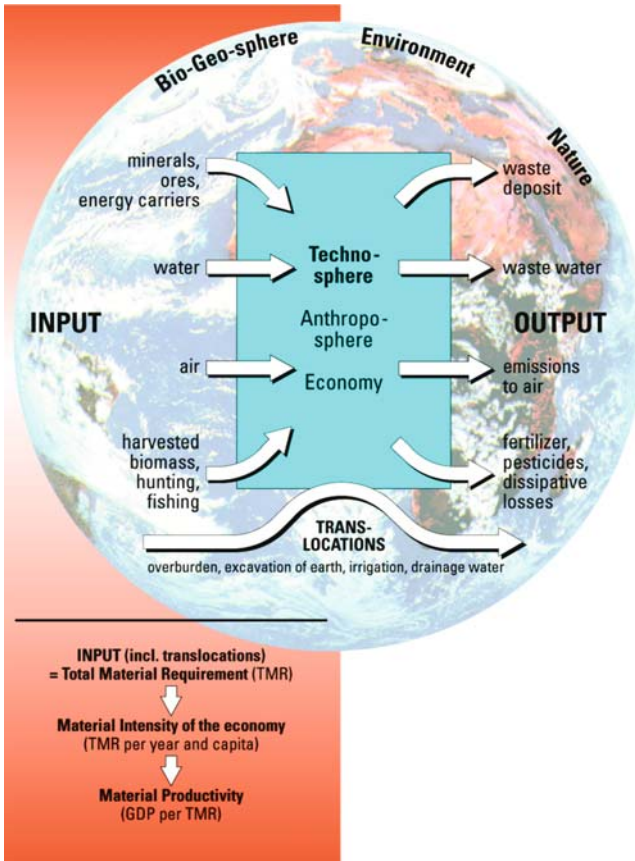 Bio-Geo-sphere
Environment
Nature
minerals,
ores,
energy carriers
waste
deposit
Techno-
sphere
water
waste water
INPUT
Anthropo-
sphere
OUTPUT
air
Economy
emissions
to air
harvested
biomass,
hunting,
fishing
fertilizer,
pesticides,
dissipative
losses
TRANS-
LOCATIONS
overburden, excavation of earth, irrigation, drainage water
INPUT (incl. translocations)
= Total Material Requirement (TMR)
Material Intensity of the economy
(TMR per year and capita)
Material Productivity
(GDP per TMR)